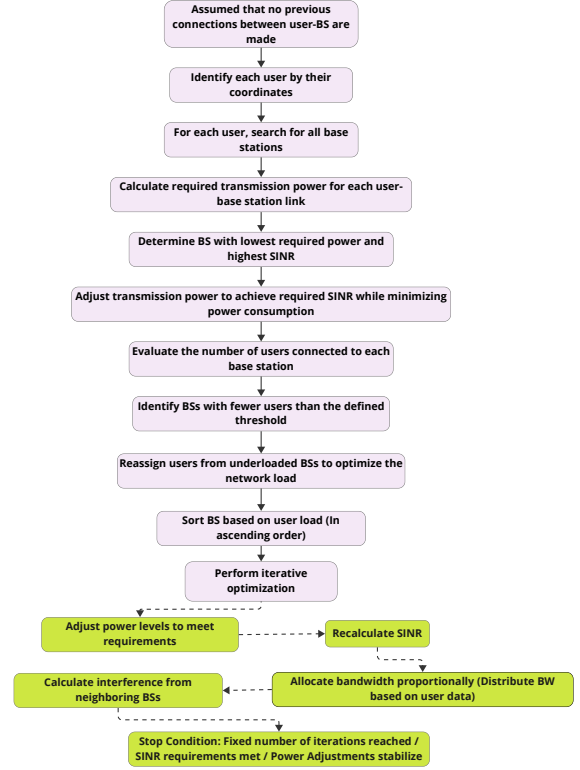 Assumed that no previous
connections between user-BS are
made
Identify each user by their
coordinates
For each user, search for all base
stations
Calculate required transmission power for each user-
base station link
Determine BS with lowest required power and
highest SINR
Adjust transmission power to achieve required SINR while minimizing
power consumption
Evaluate the number of users connected to each
base station
Identify BSs with fewer users than the defined
threshold
Reassign users from underloaded BSs to optimize the
network load
Sort BS based on user load (In
ascending order)
Perform iterative
optimization
Adjust power levels to meet
requirements
Recalculate SINR
Allocate bandwidth proportionally (Distribute BW
based on user data)
Calculate interference from
neighboring BSs
Stop Condition: Fixed number of iterations reached /
SINR requirements met / Power Adjustments stabilize